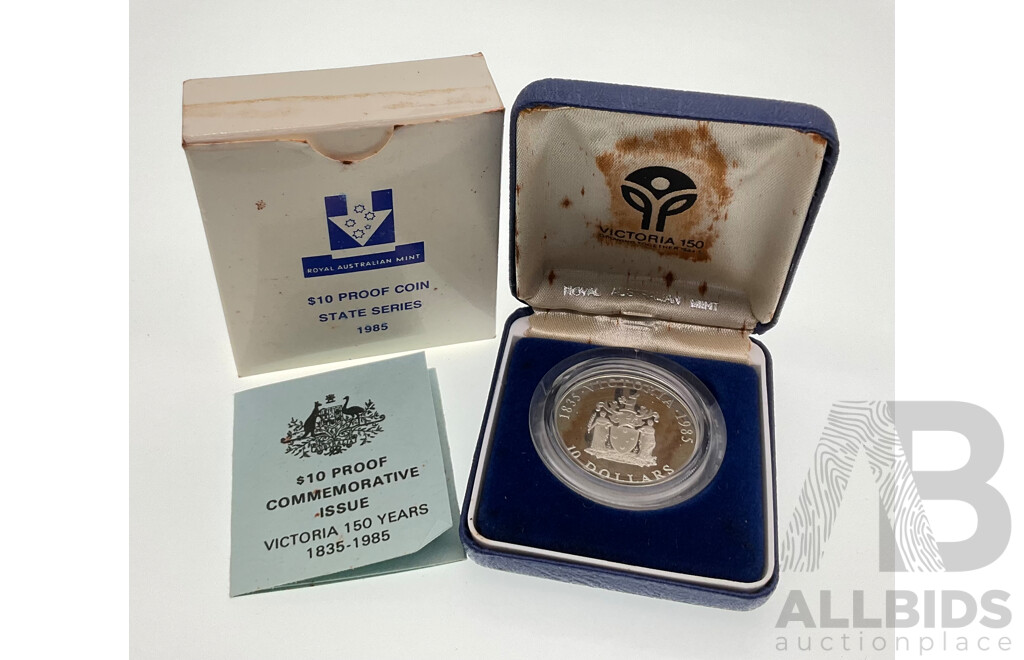 ROYAL AUSTRALIAN MINT
$10 PROOF COIN
STATE SERIES
1985
$10 PROOF
COMMEMORATIVE
ISSUE
VICTORIA 150 YEARS
1835-1985
VICTORIA 150
ROYAL AUSTRALIAN MINT
1835·VICTORIA·1985
10 DOLLARS
AB
ALLBIDS
auctionplace